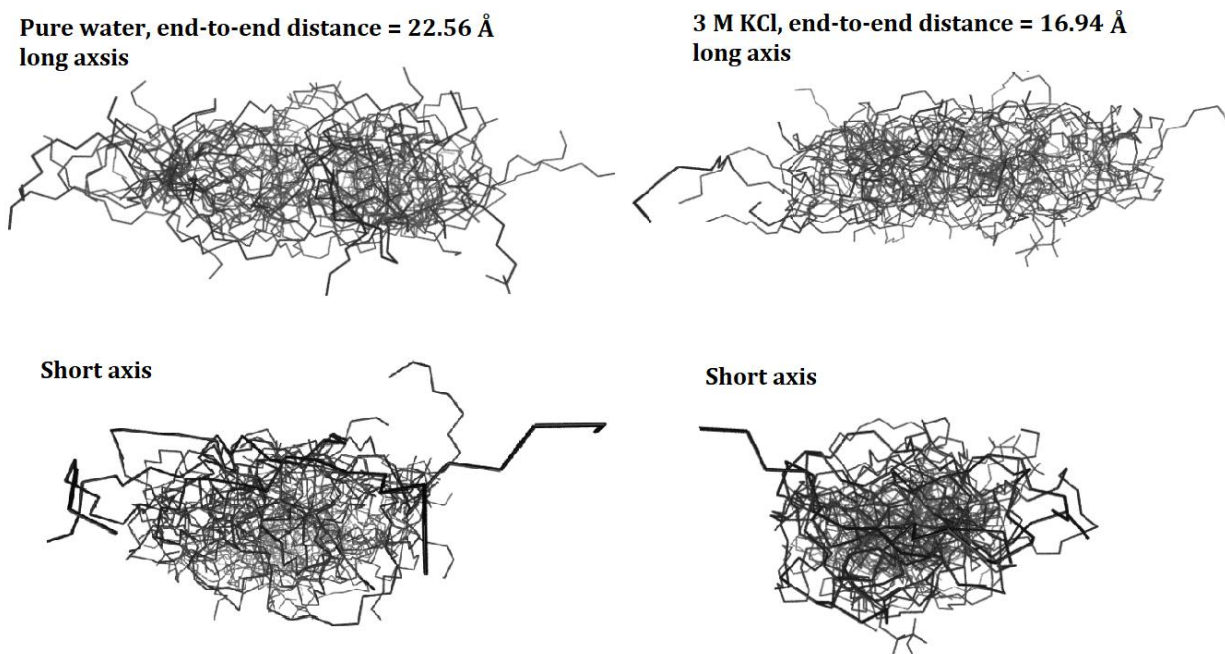 Pure water, end-to-end distance = 22.56 Å
long axsis
3 M KCl, end-to-end distance = 16.94 Å
long axis
Short axis
Short axis